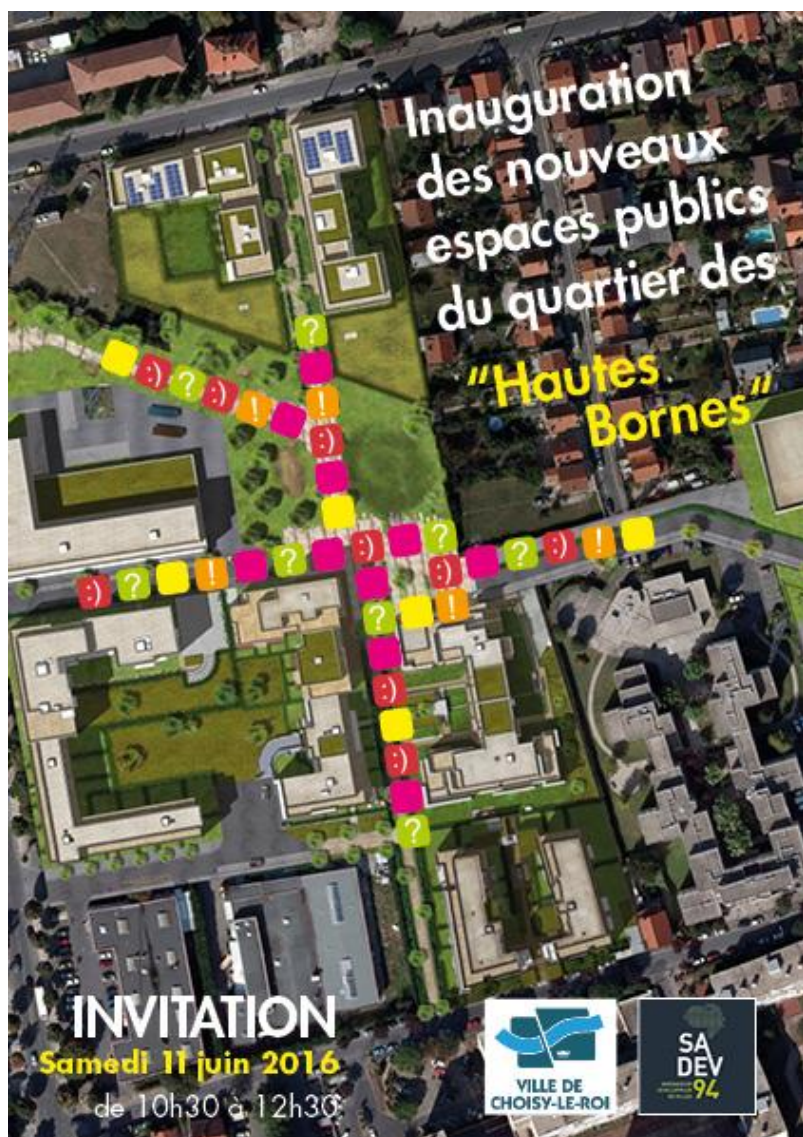 Inauguration
des nouveaux
espaces publics
du quartier des
"Hautes
Bornes"
?
:) ? :) !
!
:)
:) ? ! ? :) ?
:) ? :) !
? !
:)
:)
?
INVITATION
Samedi 11 juin 2016
de 10h30 à 12h30
VILLE DE
CHOISY-LE-ROI
SA
DEV
94